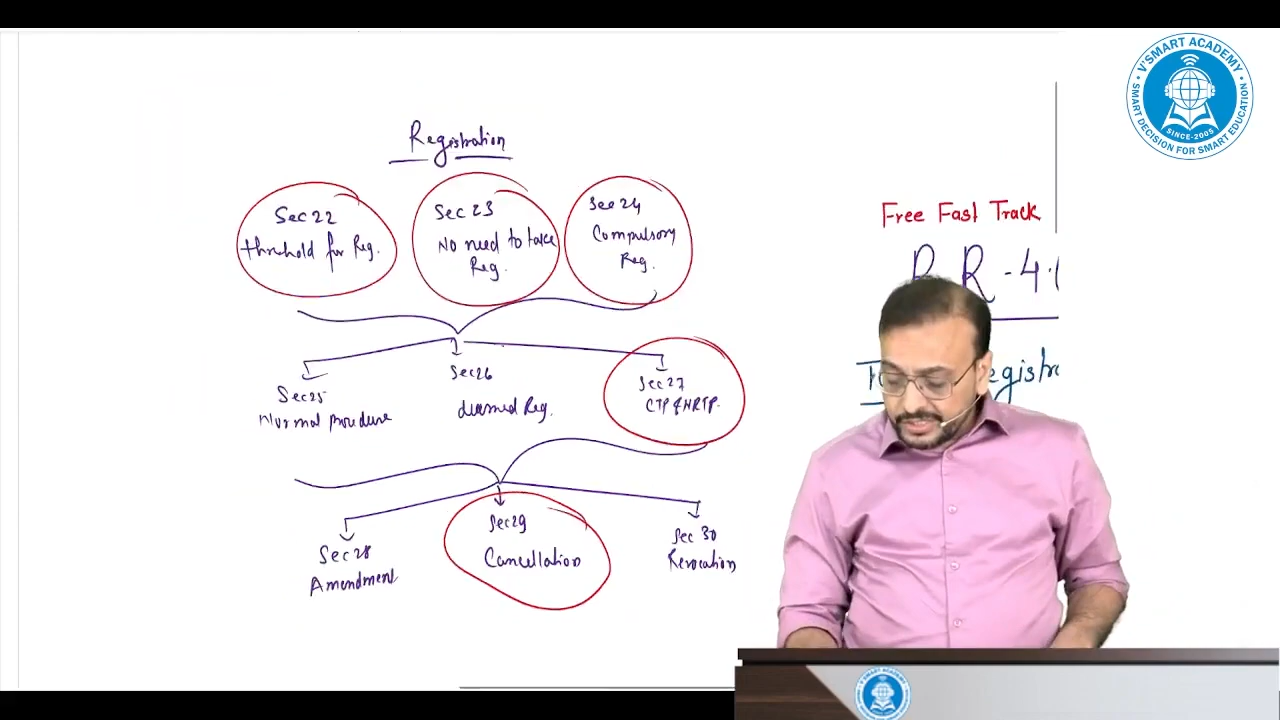 Registration
Sec 22
threshold for Reg.
Sec 23
No need to take
Reg.
Sec 24
Compulsory
Reg.
Sec 25
Normal procedure
Sec 26
deemed Reg.
Sec 27
CTP & NRTP.
Sec 28
Amendment
Sec 29
Cancellation
Sec 30
Revocation
Free Fast Track
R - 4.
V'SMART ACADEMY
SINCE-2005
SMART DECISION FOR SMART EDUCATION